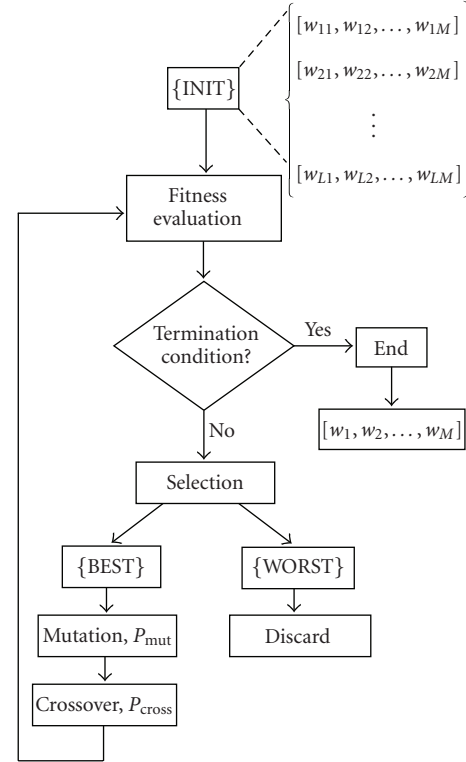 {INIT}
[w11, w12, ..., w1M]
[w21, w22, ..., w2M]
⋮
[wL1, wL2, ..., wLM]
Fitness
evaluation
Termination
condition?
Yes
End
[w1, w2, ..., wM]
No
Selection
{BEST}
{WORST}
Mutation, Pmut
Discard
Crossover, Pcross